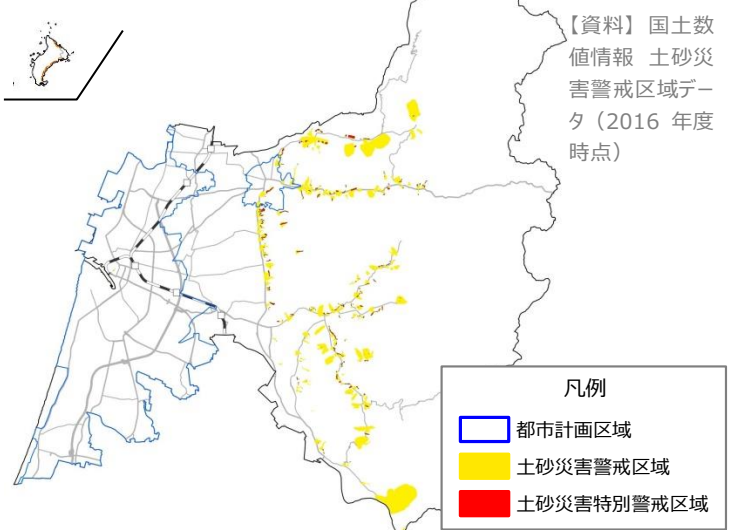 【資料】国土数
値情報 土砂災
害警戒区域デー
タ（2016 年度
時点）
凡例
都市計画区域
土砂災害警戒区域
土砂災害特別警戒区域